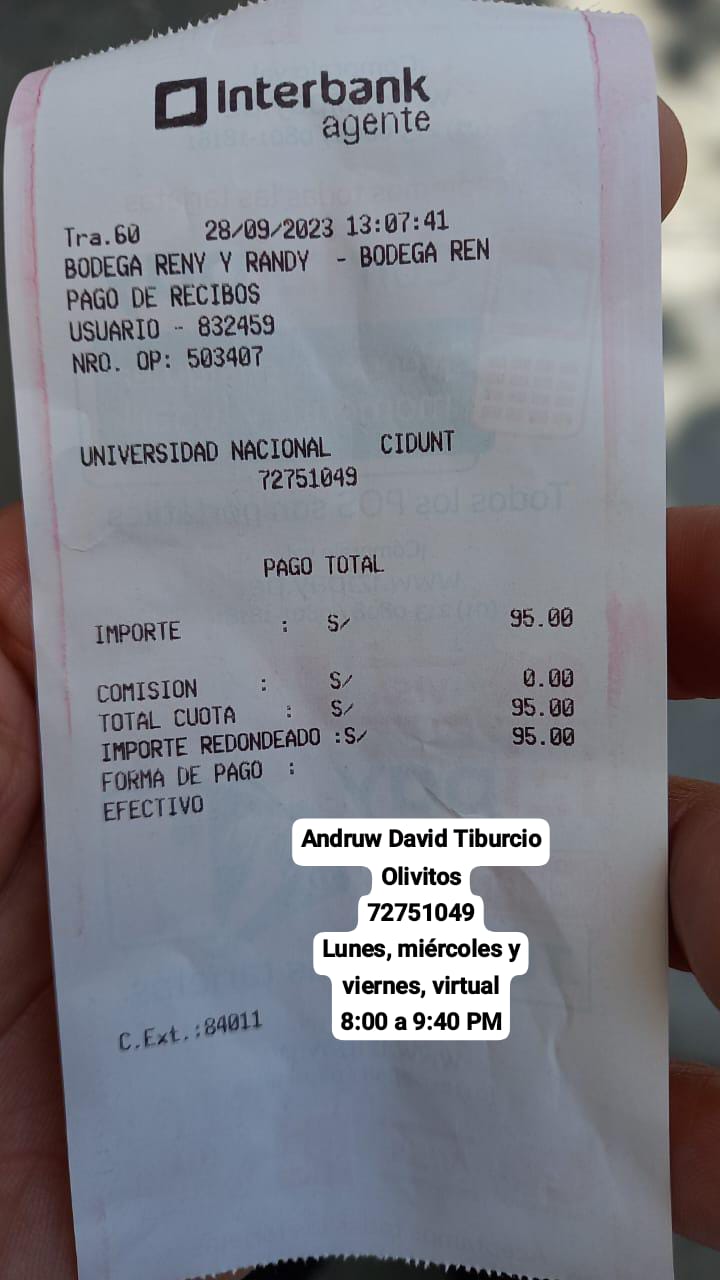 Interbank
agente
Tra.60 28/09/2023 13:07:41
BODEGA RENY Y RANDY - BODEGA REN
PAGO DE RECIBOS
USUARIO - 832459
NRO. OP: 503407
UNIVERSIDAD NACIONAL CIDUNT
72751049
PAGO TOTAL
IMPORTE : S/ 95.00
COMISION : S/ 0.00
TOTAL CUOTA : S/ 95.00
IMPORTE REDONDEADO :S/ 95.00
FORMA DE PAGO :
EFECTIVO
Andruw David Tiburcio
Olivitos
72751049
Lunes, miércoles y
viernes, virtual
8:00 a 9:40 PM
C.Ext.:84011